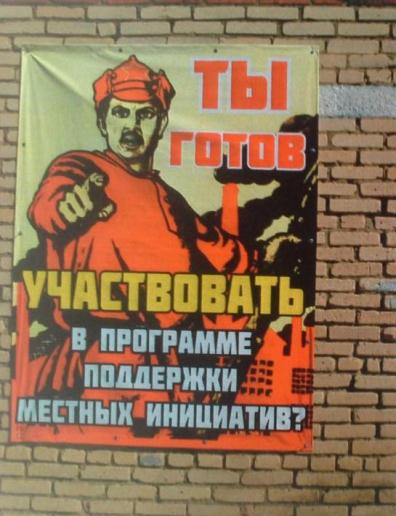 ТЫ
ГОТОВ
УЧАСТВОВАТЬ
В ПРОГРАММЕ
ПОДДЕРЖКИ
МЕСТНЫХ ИНИЦИАТИВ?